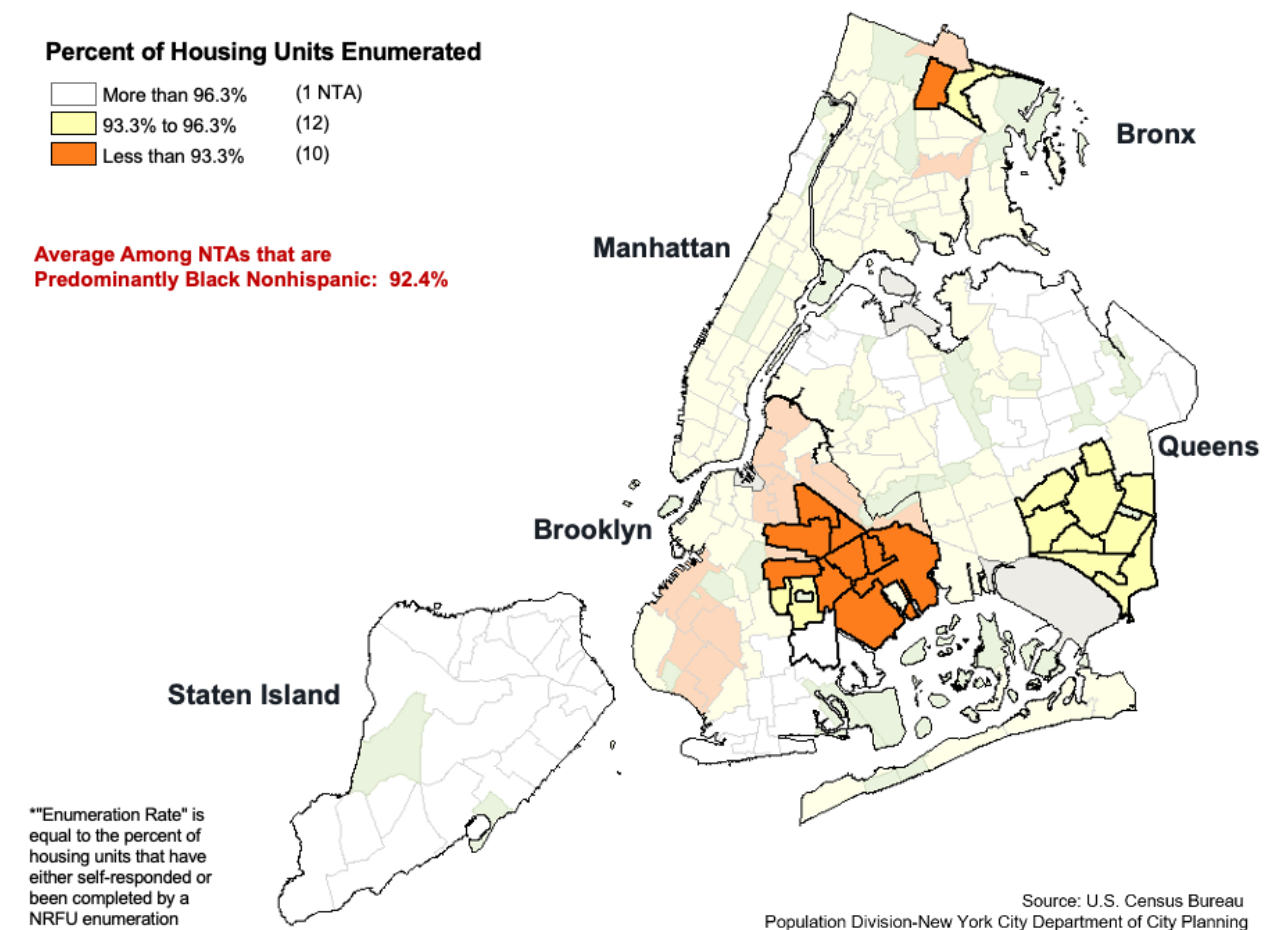 Percent of Housing Units Enumerated
More than 96.3% (1 NTA)
93.3% to 96.3% (12)
Less than 93.3% (10)
Bronx
Manhattan
Average Among NTAs that are
Predominantly Black Nonhispanic: 92.4%
Queens
Brooklyn
Staten Island
*"Enumeration Rate" is
equal to the percent of
housing units that have
either self-responded or
been completed by a
NRFU enumeration
Source: U.S. Census Bureau
Population Division-New York City Department of City Planning